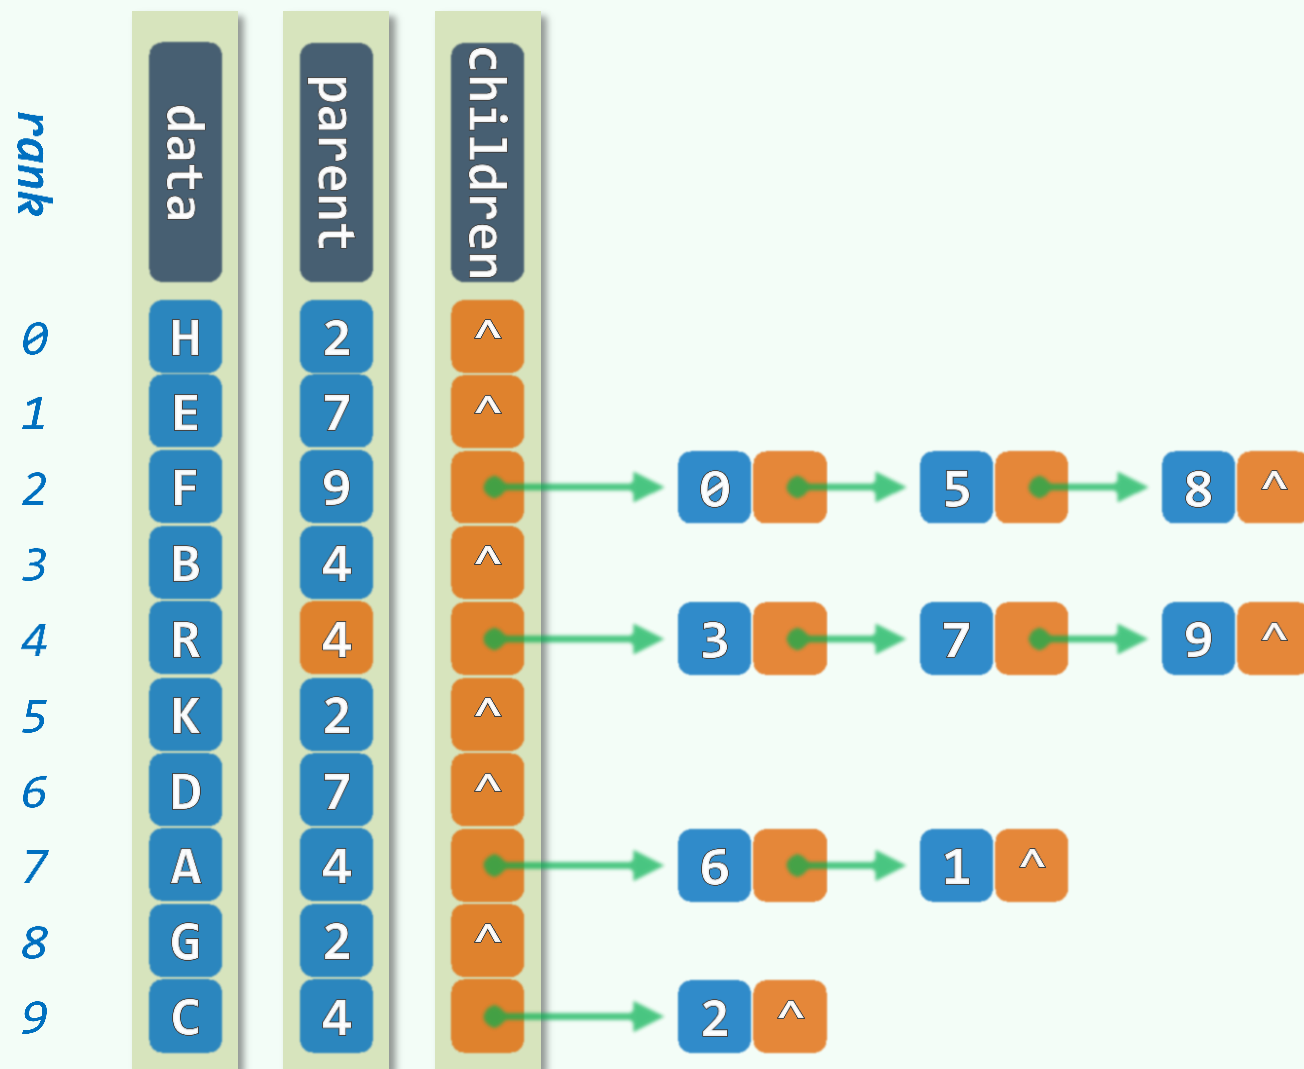 rank data parent children
0 H 2 ^
1 E 7 ^
2 F 9 0 5 8 ^
3 B 4 ^
4 R 4 3 7 9 ^
5 K 2 ^
6 D 7 ^
7 A 4 6 1 ^
8 G 2 ^
9 C 4 2 ^